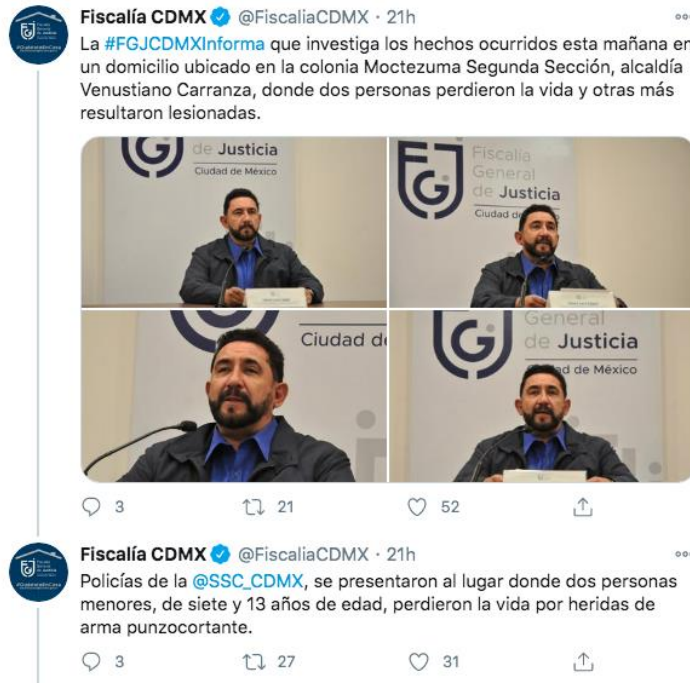 Fiscalía CDMX @FiscaliaCDMX · 21h
La #FGJCDMXInforma que investiga los hechos ocurridos esta mañana en
un domicilio ubicado en la colonia Moctezuma Segunda Sección, alcaldía
Venustiano Carranza, donde dos personas perdieron la vida y otras más
resultaron lesionadas.
de Justicia
Ciudad de México
Fiscalía
General
de Justicia
Ciudad de
Ciudad de
General
de Justicia
ad de México
3 21 52
Fiscalía CDMX @FiscaliaCDMX · 21h
Policías de la @SSC_CDMX, se presentaron al lugar donde dos personas
menores, de siete y 13 años de edad, perdieron la vida por heridas de
arma punzocortante.
3 27 31